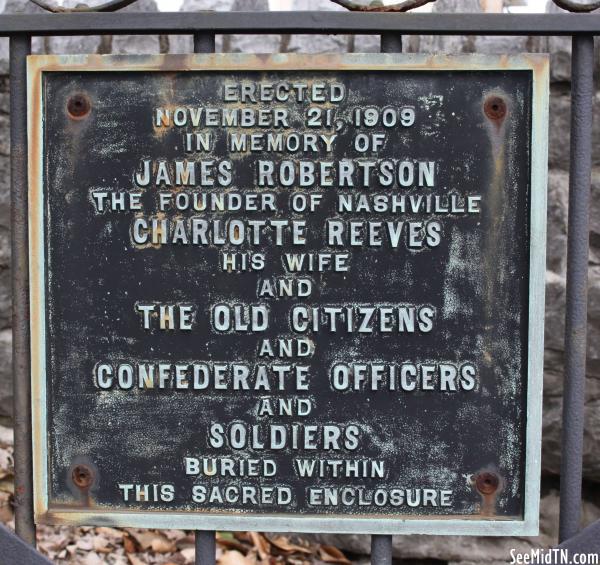 ERECTED
NOVEMBER 21, 1909
IN MEMORY OF
JAMES ROBERTSON
THE FOUNDER OF NASHVILLE
CHARLOTTE REEVES
HIS WIFE
AND
THE OLD CITIZENS
AND
CONFEDERATE OFFICERS
AND
SOLDIERS
BURIED WITHIN
THIS SACRED ENCLOSURE
SeeMidTN.com